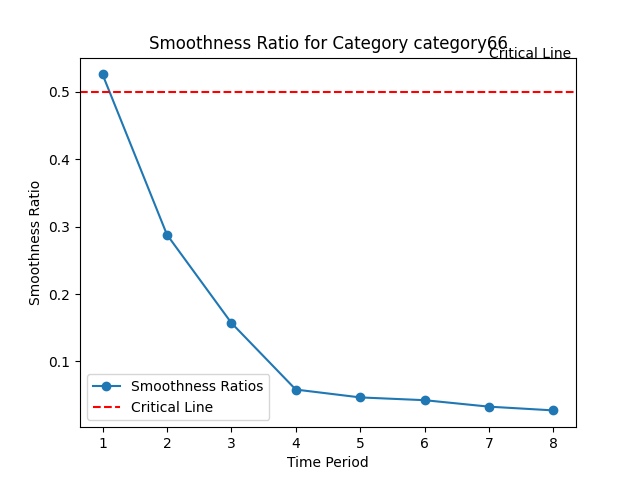 Smoothness Ratio for Category category66
Critical Line
0.5
0.4
0.3
0.2
0.1
Smoothness Ratio
Smoothness Ratios
Critical Line
1 2 3 4 5 6 7 8
Time Period